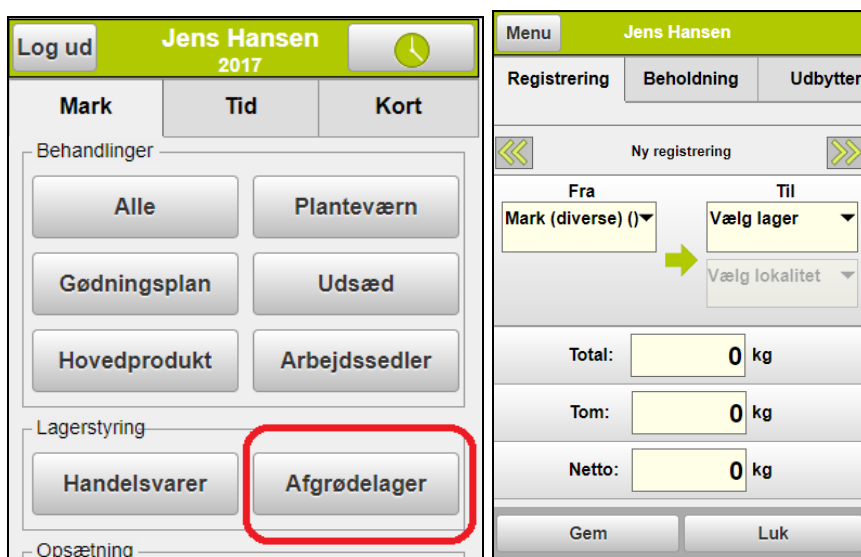 Log ud
Jens Hansen
2017
Mark Tid Kort
Behandlinger
Alle Planteværn
Gødningsplan Udsæd
Hovedprodukt Arbejdssedler
Lagerstyring
Handelsvarer Afgrødelager
Opsætning
Menu Jens Hansen
Registrering Beholdning Udbytter
Ny registrering
Fra Til
Mark (diverse) () Vælg lager
Vælg lokalitet
Total: 0 kg
Tom: 0 kg
Netto: 0 kg
Gem Luk